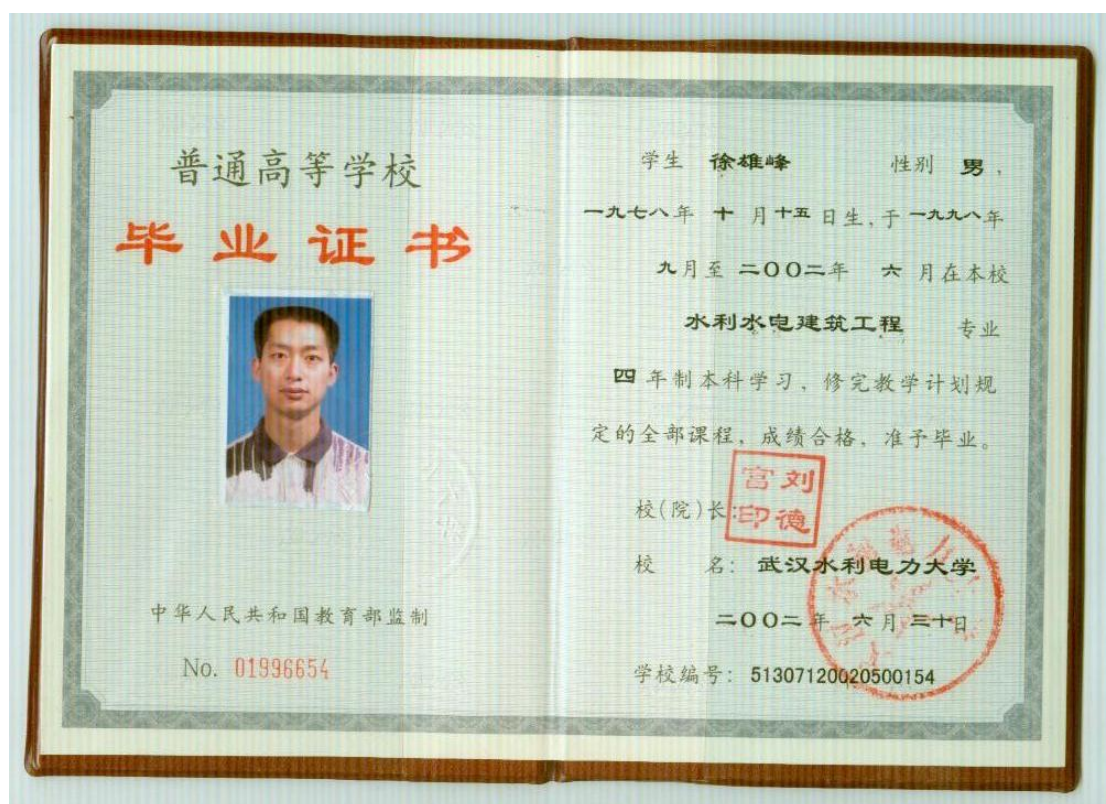 普通高等学校
毕业证书
中华人民共和国教育部监制
No. 01996654
学生 徐雄峰 性别 男,
一九七八年 十 月十五 日生,于 一九九八年
九月至 二〇〇二年 六 月在本校
水利水电建筑工程 专业
四 年制本科学习,修完教学计划规
定的全部课程,成绩合格,准予毕业。
校(院)长:
刘德富印
校 名: 武汉水利电力大学
二〇〇二 年 六 月 三十日
学校编号: 51307120020500154